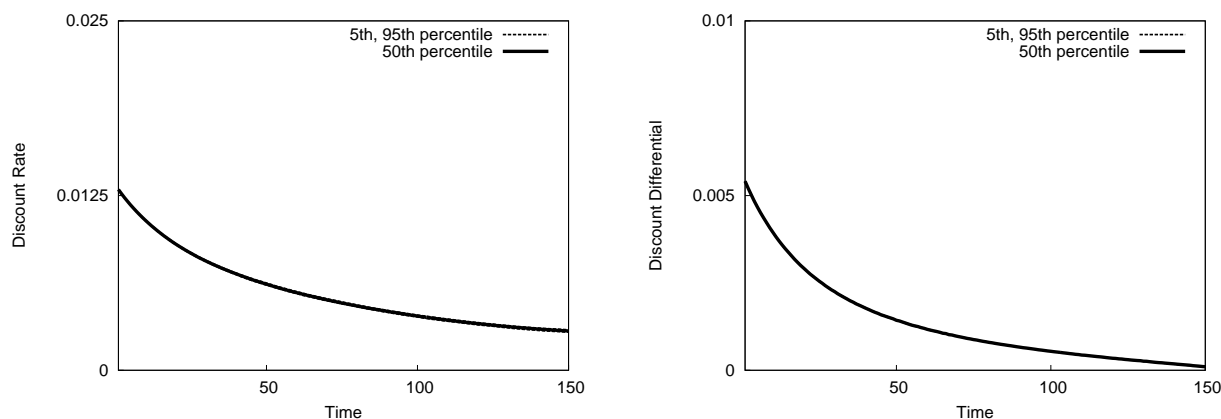 0.025
5th, 95th percentile
50th percentile
Discount Rate
0.0125
0
50
100
150
Time
0.01
5th, 95th percentile
50th percentile
Discount Differential
0.005
0
50
100
150
Time